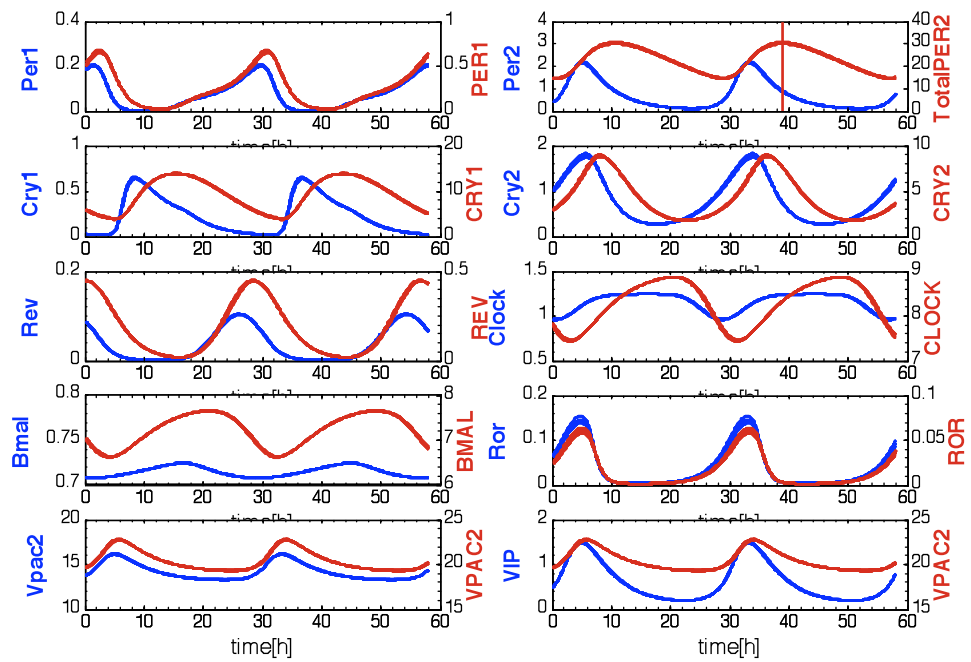 0.4 1 4 40
Per1 0.2 0.5 PER1 Per2 3 2 1 30 20 10 TotalPER2
0 0 0 0
0 10 20 30 40 50 60 0 10 20 30 40 50 60
time[h] time[h]
1 20 2 10
Cry1 0.5 10 CRY1 Cry2 1 5 CRY2
0 0 0 0
0 10 20 30 40 50 60 0 10 20 30 40 50 60
time[h] time[h]
0.2 0.5 1.5 9
Rev REV Clock 1 8 CLOCK
0 0 0.5 7
0 10 20 30 40 50 60 0 10 20 30 40 50 60
time[h] time[h]
0.8 8 0.2 0.1
Bmal 0.75 7 BMAL Ror 0.1 0.05 ROR
0.7 6 0 0
0 10 20 30 40 50 60 0 10 20 30 40 50 60
time[h] time[h]
20 25 2 25
Vpac2 15 20 VPAC2 VIP 1 20 VPAC2
10 15 0 15
0 10 20 30 40 50 60 0 10 20 30 40 50 60
time[h] time[h]